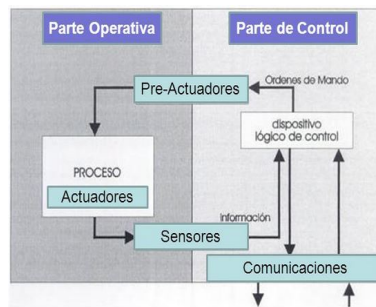 Parte Operativa
Parte de Control
Órdenes de Mando
Pre-Actuadores
dispositivo
lógico de control
PROCESO
Actuadores
Información
Sensores
Comunicaciones